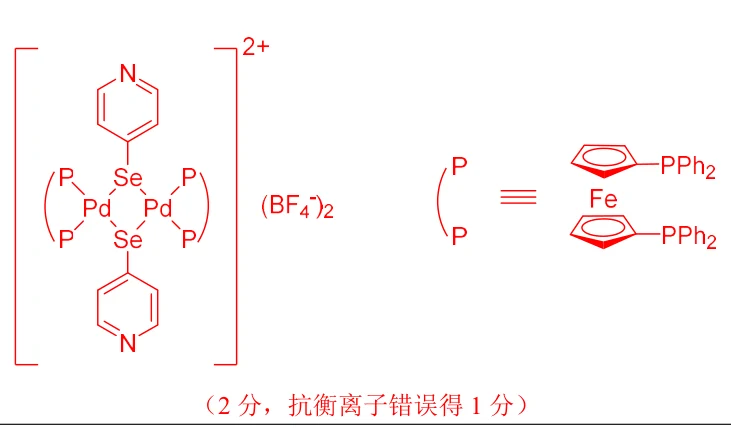 2+
N
Se
P P
Pd Pd
P P
Se
N
(BF₄⁻)₂
P
P
≡
PPh₂
Fe
PPh₂
（2 分，抗衡离子错误得 1 分）